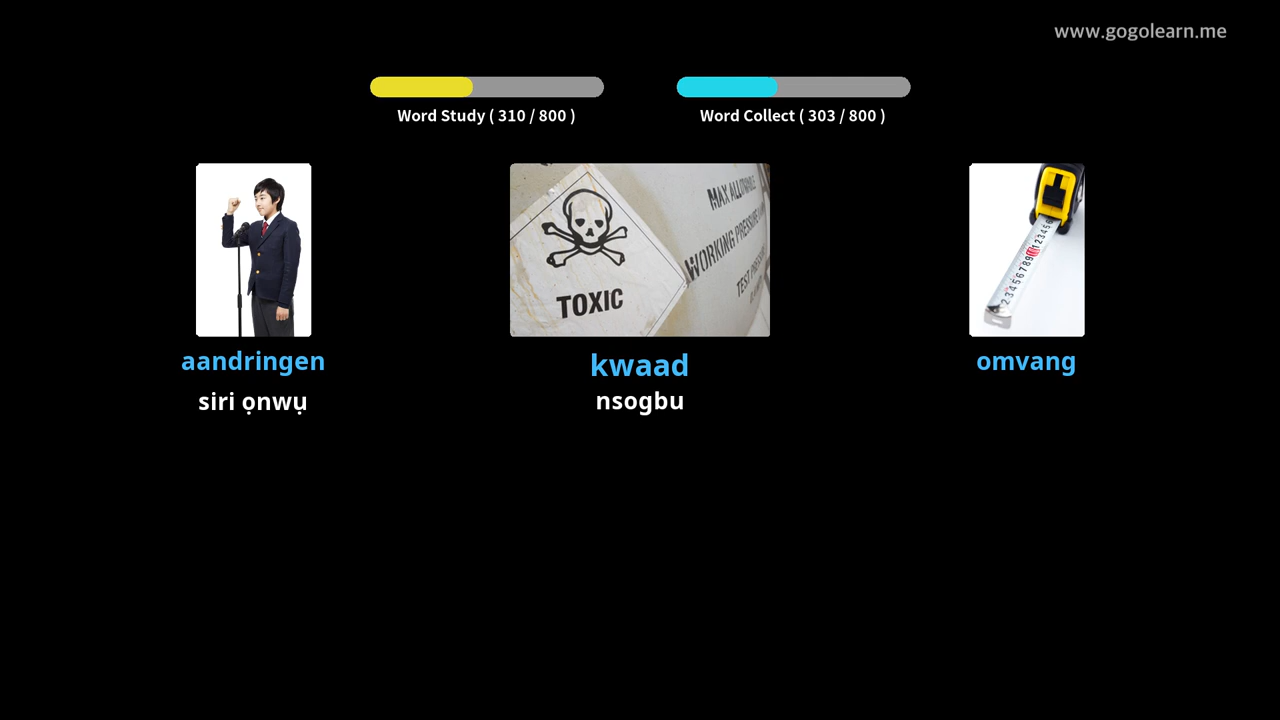 www.gogolearn.me
Word Study ( 310 / 800 )
Word Collect ( 303 / 800 )
TOXIC
MAX ALLOWABLE
WORKING PRESSURE
TEST
aandringen
kwaad
omvang
siri ọnwụ
nsogbu